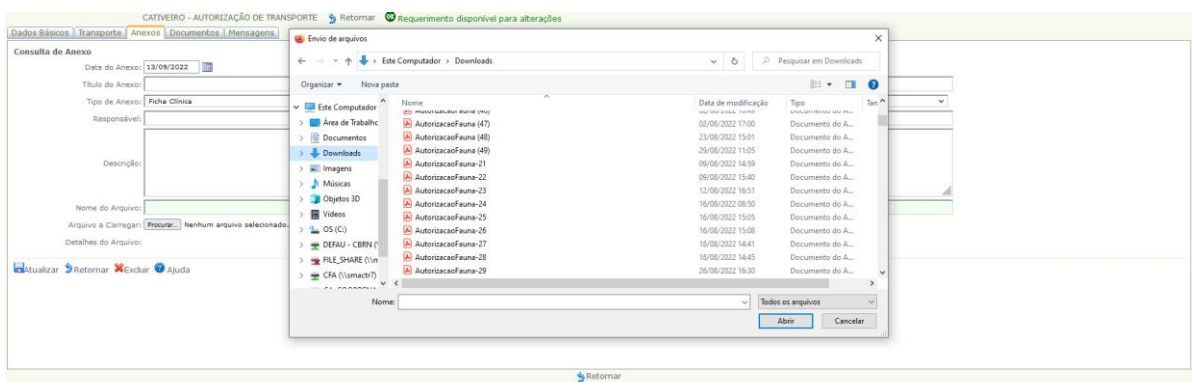 CATIVEIRO - AUTORIZAÇÃO DE TRANSPORTE Retornar Requerimento disponível para alterações
Dados Básicos Transporte Anexos Documentos Mensagens
Consulta de Anexo
Data do Anexo: 13/09/2022
Título do Anexo:
Tipo de Anexo: Ficha Clínica
Responsável:
Descrição:
Nome do Arquivo:
Arquivo a Carregar: Procurar... Nenhum arquivo selecionado.
Detalhes do Arquivo:
Atualizar Retornar Excluir Ajuda
Envio de arquivos
Este Computador > Downloads
Pesquisar em Downloads
Organizar Nova pasta
Este Computador
Área de Trabalho
Documentos
Downloads
Imagens
Músicas
Objetos 3D
Vídeos
OS (C:)
DEFAU - CBRN (
FILE_SHARE (\\m
CFA (\\smactr7)
Nome Data de modificação Tipo Tan
AutorizacaoFauna (46) 02/08/2022 Documento do A...
AutorizacaoFauna (47) 02/08/2022 17:00 Documento do A...
AutorizacaoFauna (48) 23/08/2022 15:01 Documento do A...
AutorizacaoFauna (49) 29/08/2022 11:05 Documento do A...
AutorizacaoFauna-21 09/08/2022 14:59 Documento do A...
AutorizacaoFauna-22 09/08/2022 15:40 Documento do A...
AutorizacaoFauna-23 12/08/2022 16:51 Documento do A...
AutorizacaoFauna-24 16/08/2022 08:50 Documento do A...
AutorizacaoFauna-25 16/08/2022 15:05 Documento do A...
AutorizacaoFauna-26 16/08/2022 15:08 Documento do A...
AutorizacaoFauna-27 18/08/2022 14:41 Documento do A...
AutorizacaoFauna-28 18/08/2022 14:45 Documento do A...
AutorizacaoFauna-29 26/08/2022 16:30 Documento do A...
Nome: Todos os arquivos
Abrir Cancelar
Retornar